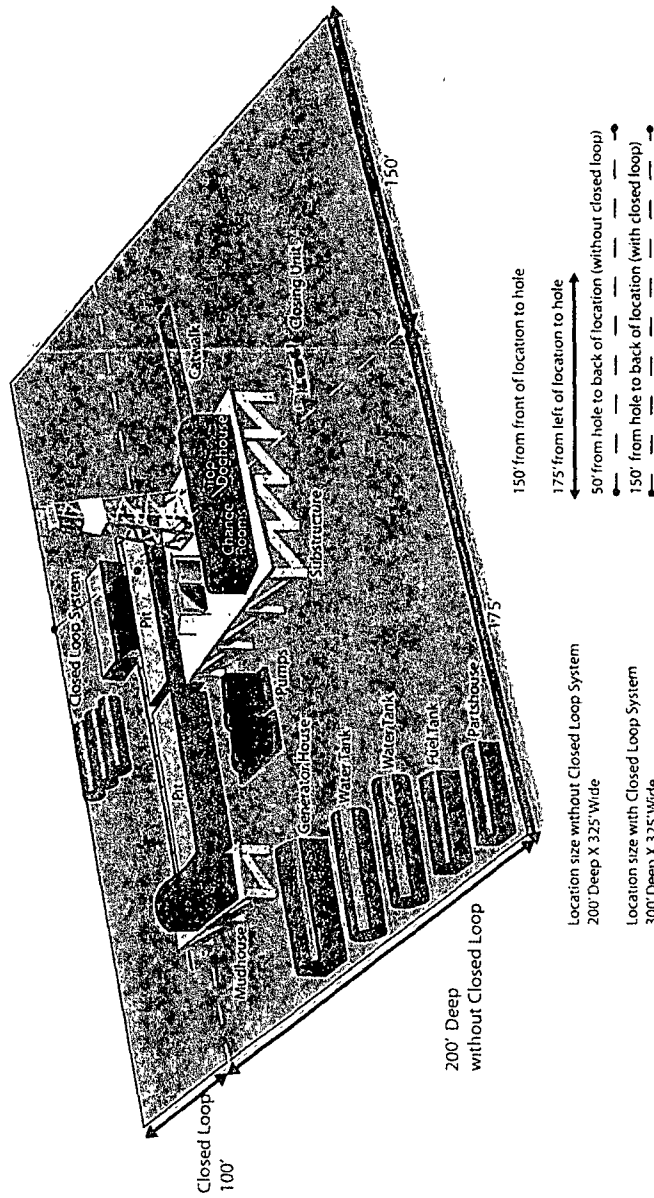 Closed Loop
100'
200' Deep
without Closed Loop
Closed Loop System
Pit
Pit
Mudhouse
Generator House
Water Tank
Water Tank
Fuel Tank
Partshouse
Pumps
Substructure
Dog-
Doghouse
Room
Catwalk
Closing Unit
175'
150'
Location size without Closed Loop System
200' Deep X 325' Wide
Location size with Closed Loop System
300' Deep X 325' Wide
150' from front of location to hole
175' from left of location to hole
50' from hole to back of location (without closed loop)
150' from hole to back of location (with closed loop)